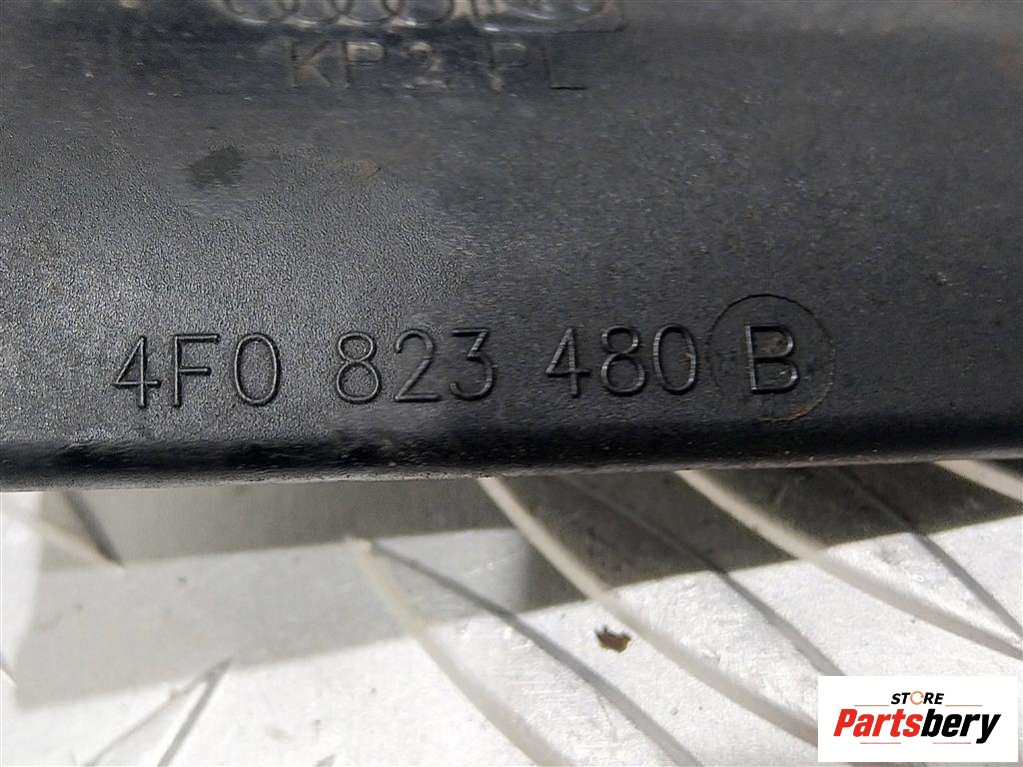 KP2 PL
4F0 823 480 B
STORE
Partsbery